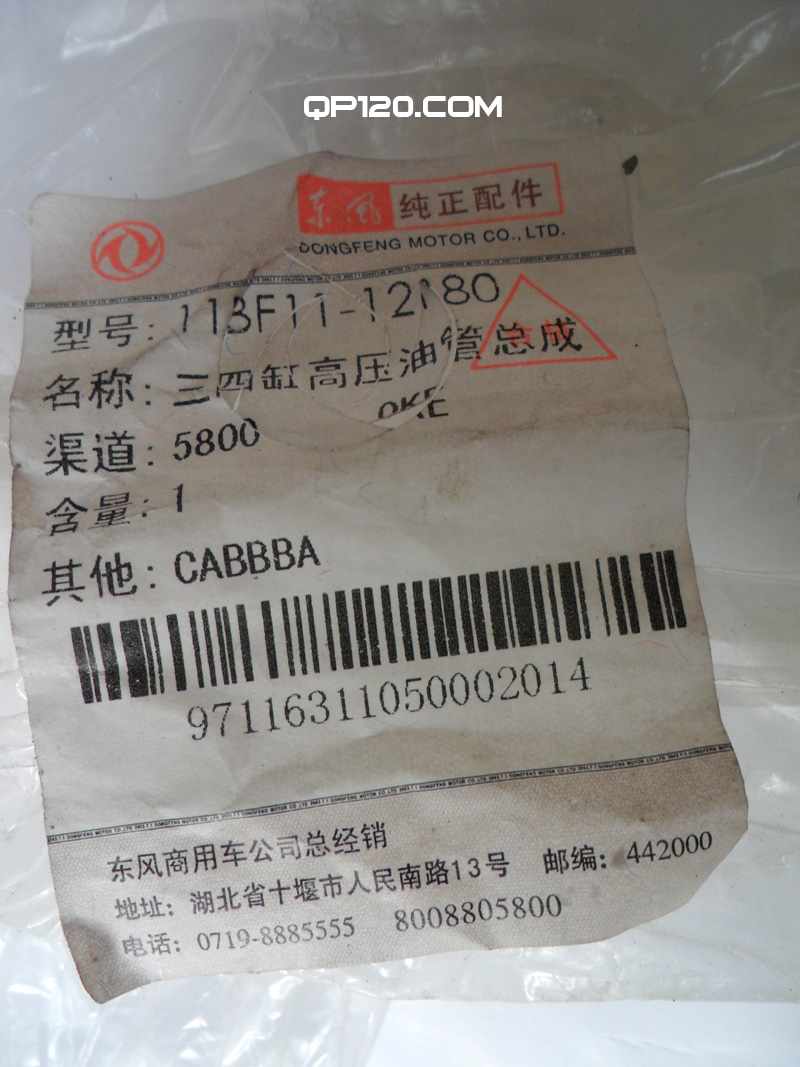 QP120.COM
东风 纯正配件
DONGFENG MOTOR CO., LTD.
型号: 11BF11-12180
名称: 三四缸高压油管总成
渠道: 5800 OKE
含量: 1
其他: CABBBA
97116311050002014
东风商用车公司总经销
地址: 湖北省十堰市人民南路13号 邮编: 442000
电话: 0719-8885555 8008805800